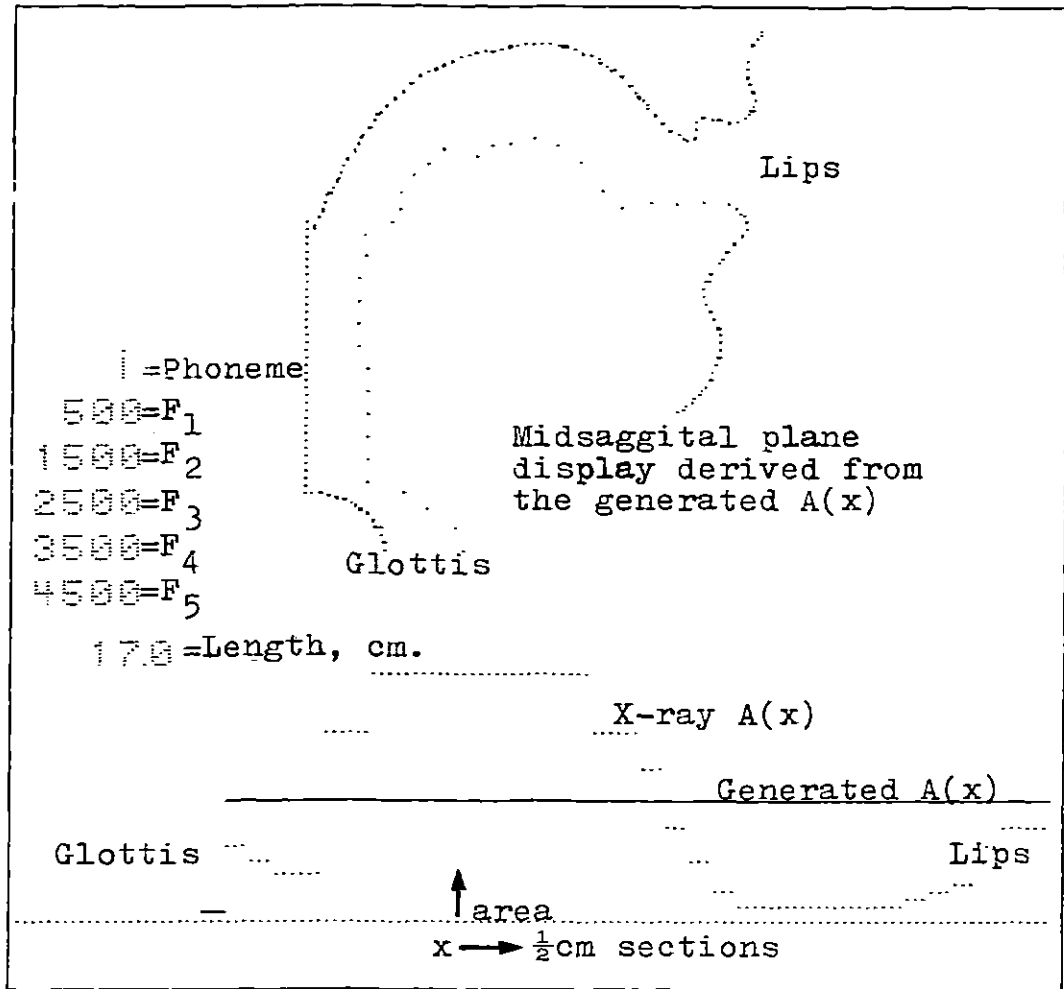 Lips
i =Phoneme
500=F1
1500=F2
2500=F3
3500=F4
4500=F5
17.0=Length, cm.
Midsaggital plane
display derived from
the generated A(x)
Glottis
X-ray A(x)
Generated A(x)
Glottis
Lips
area
x → ½cm sections